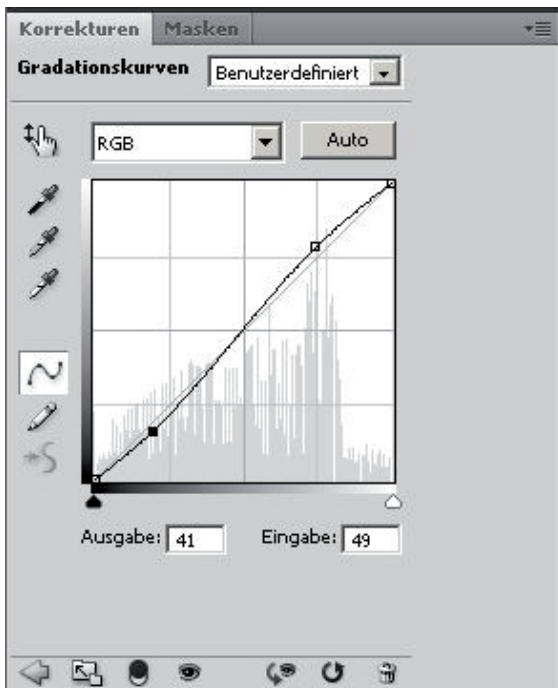 Korrekturen Masken
Gradationskurven Benutzerdefiniert
RGB Auto
Ausgabe: 41 Eingabe: 49